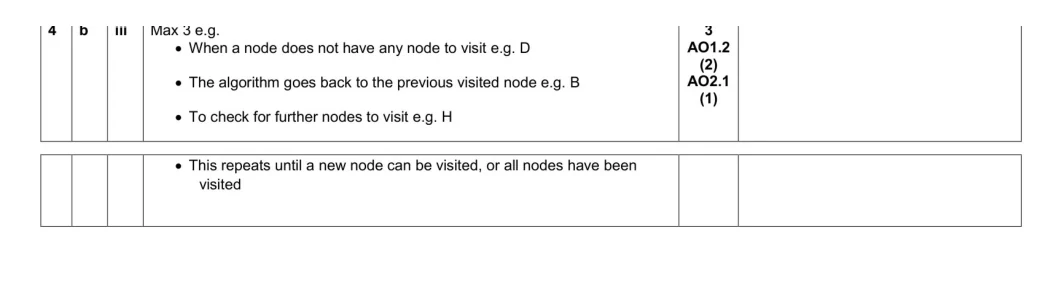 4 b iii Max 3 e.g. 3
• When a node does not have any node to visit e.g. D AO1.2
(2)
• The algorithm goes back to the previous visited node e.g. B AO2.1
(1)
• To check for further nodes to visit e.g. H
• This repeats until a new node can be visited, or all nodes have been
visited